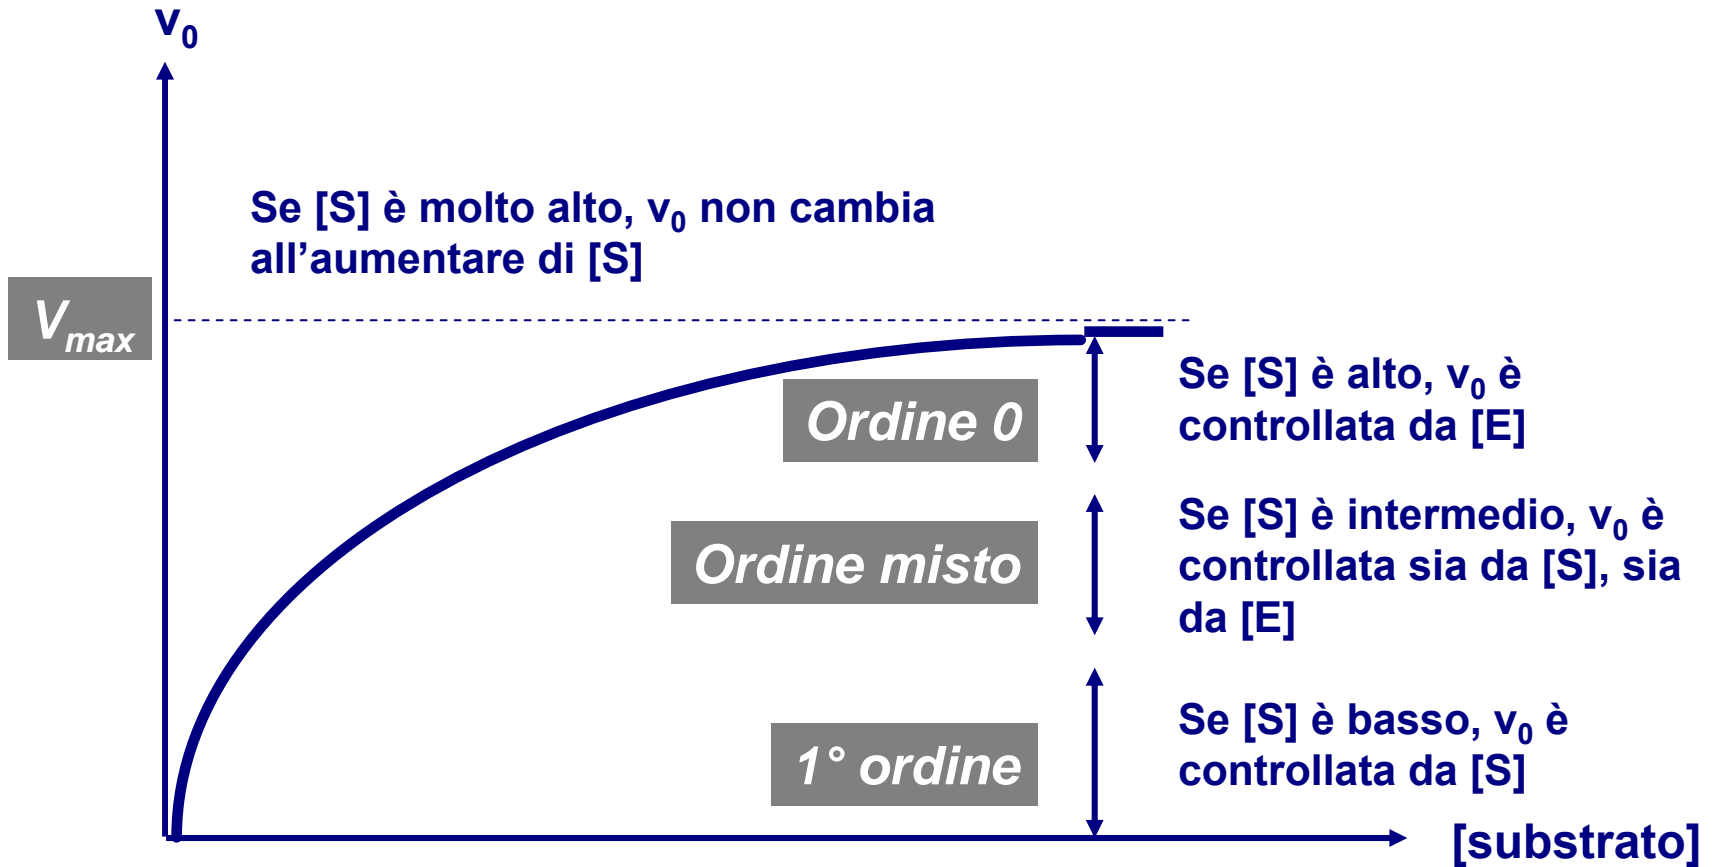 v₀
Se [S] è molto alto, v₀ non cambia
all’aumentare di [S]
Vmax
Ordine 0
Se [S] è alto, v₀ è
controllata da [E]
Ordine misto
Se [S] è intermedio, v₀ è
controllata sia da [S], sia
da [E]
1° ordine
Se [S] è basso, v₀ è
controllata da [S]
[substrato]